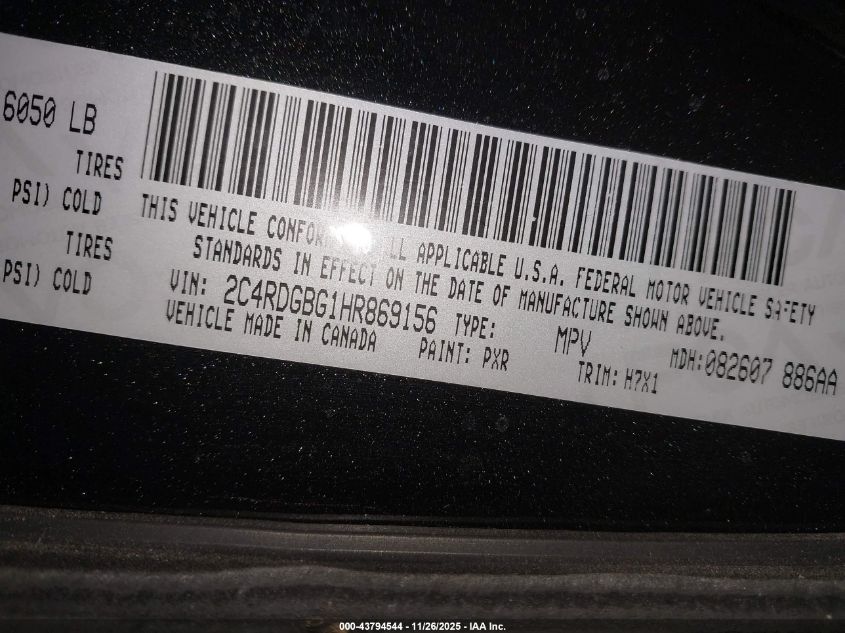 6050 LB
TIRES
PSI) COLD
TIRES
PSI) COLD
THIS VEHICLE CONFOR LL APPLICABLE U.S.A. FEDERAL MOTOR VEHICLE SAFETY
STANDARDS IN EFFECT ON THE DATE OF MANUFACTURE SHOWN ABOVE.
VIN: 2C4RDGBG1HR869156 TYPE: MPV MDH:082607 886AA
VEHICLE MADE IN CANADA PAINT: PXR TRIM: H7X1
000-43794544 - 11/26/2025 - IAA Inc.